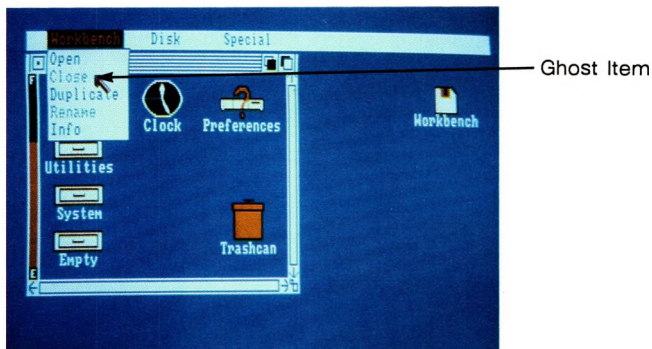 Workbench Disk Special
Open
Close
Duplicate
Rename
Info
Ghost Item
Clock
Preferences
Workbench
Utilities
System
Empty
Trashcan
F
E